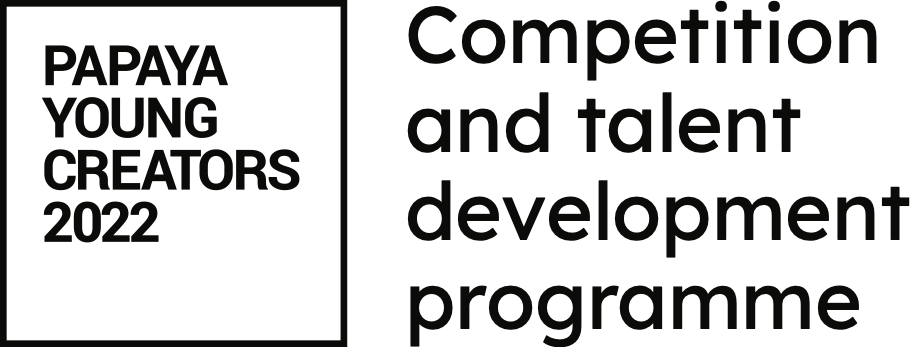 PAPAYA
YOUNG
CREATORS
2022
Competition
and talent
development
programme